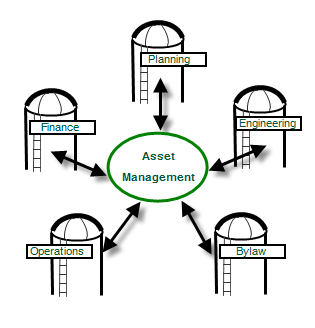 Planning
Finance
Engineering
Asset
Management
Operations
Bylaw